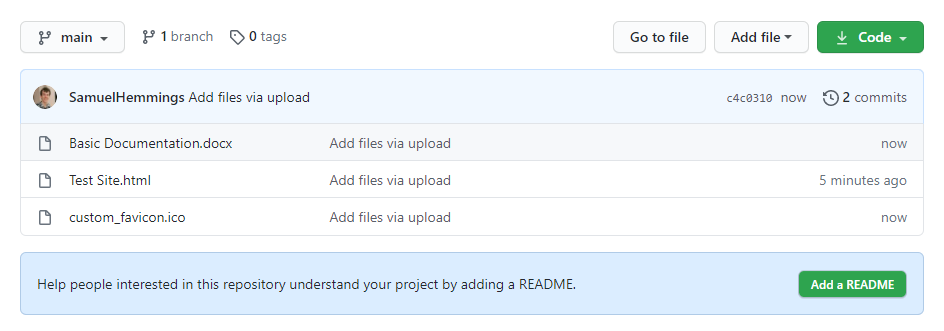 main 1 branch 0 tags Go to file Add file Code
SamuelHemmings Add files via upload c4c0310 now 2 commits
Basic Documentation.docx Add files via upload now
Test Site.html Add files via upload 5 minutes ago
custom_favicon.ico Add files via upload now
Help people interested in this repository understand your project by adding a README. Add a README